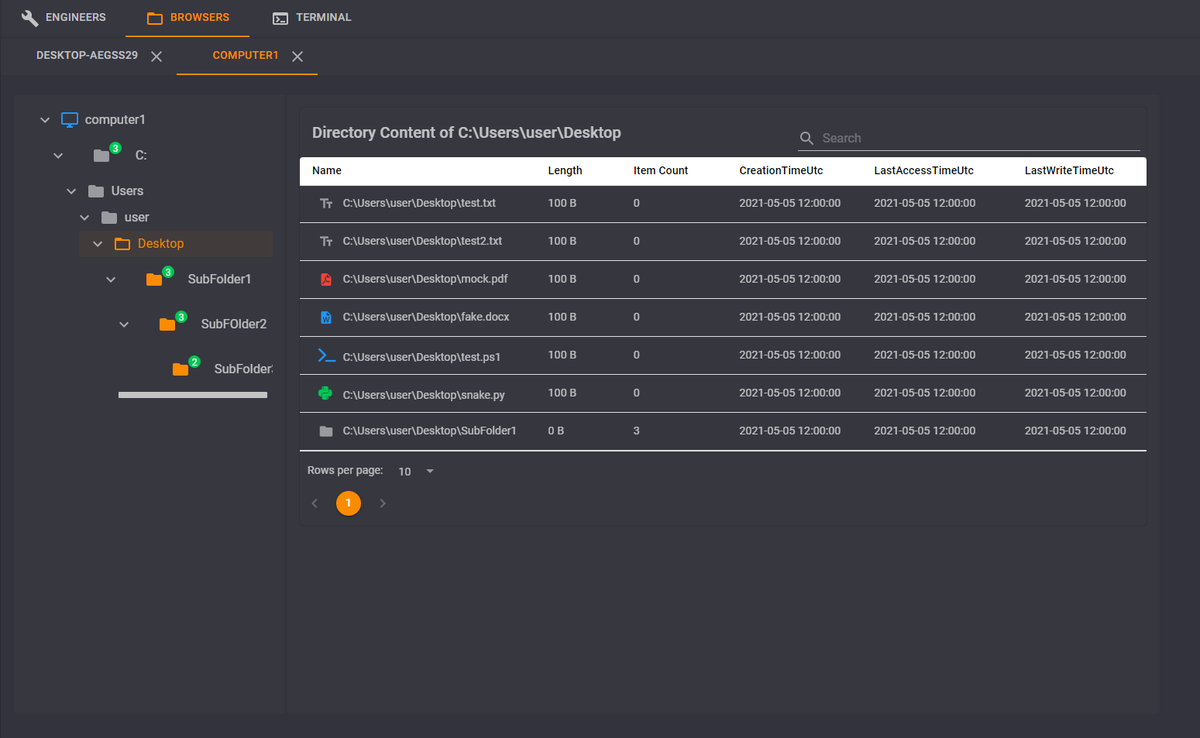 ENGINEERS BROWSERS TERMINAL
DESKTOP-AEGSS29 COMPUTER1
computer1
3 C:
Users
user
Desktop
3 SubFolder1
3 SubFOlder2
2 SubFolder
Directory Content of C:\Users\user\Desktop
Search
Name Length Item Count CreationTimeUtc LastAccessTimeUtc LastWriteTimeUtc
C:\Users\user\Desktop\test.txt 100 B 0 2021-05-05 12:00:00 2021-05-05 12:00:00 2021-05-05 12:00:00
C:\Users\user\Desktop\test2.txt 100 B 0 2021-05-05 12:00:00 2021-05-05 12:00:00 2021-05-05 12:00:00
C:\Users\user\Desktop\mock.pdf 100 B 0 2021-05-05 12:00:00 2021-05-05 12:00:00 2021-05-05 12:00:00
C:\Users\user\Desktop\fake.docx 100 B 0 2021-05-05 12:00:00 2021-05-05 12:00:00 2021-05-05 12:00:00
C:\Users\user\Desktop\test.ps1 100 B 0 2021-05-05 12:00:00 2021-05-05 12:00:00 2021-05-05 12:00:00
C:\Users\user\Desktop\snake.py 100 B 0 2021-05-05 12:00:00 2021-05-05 12:00:00 2021-05-05 12:00:00
C:\Users\user\Desktop\SubFolder1 0 B 3 2021-05-05 12:00:00 2021-05-05 12:00:00 2021-05-05 12:00:00
Rows per page: 10
1